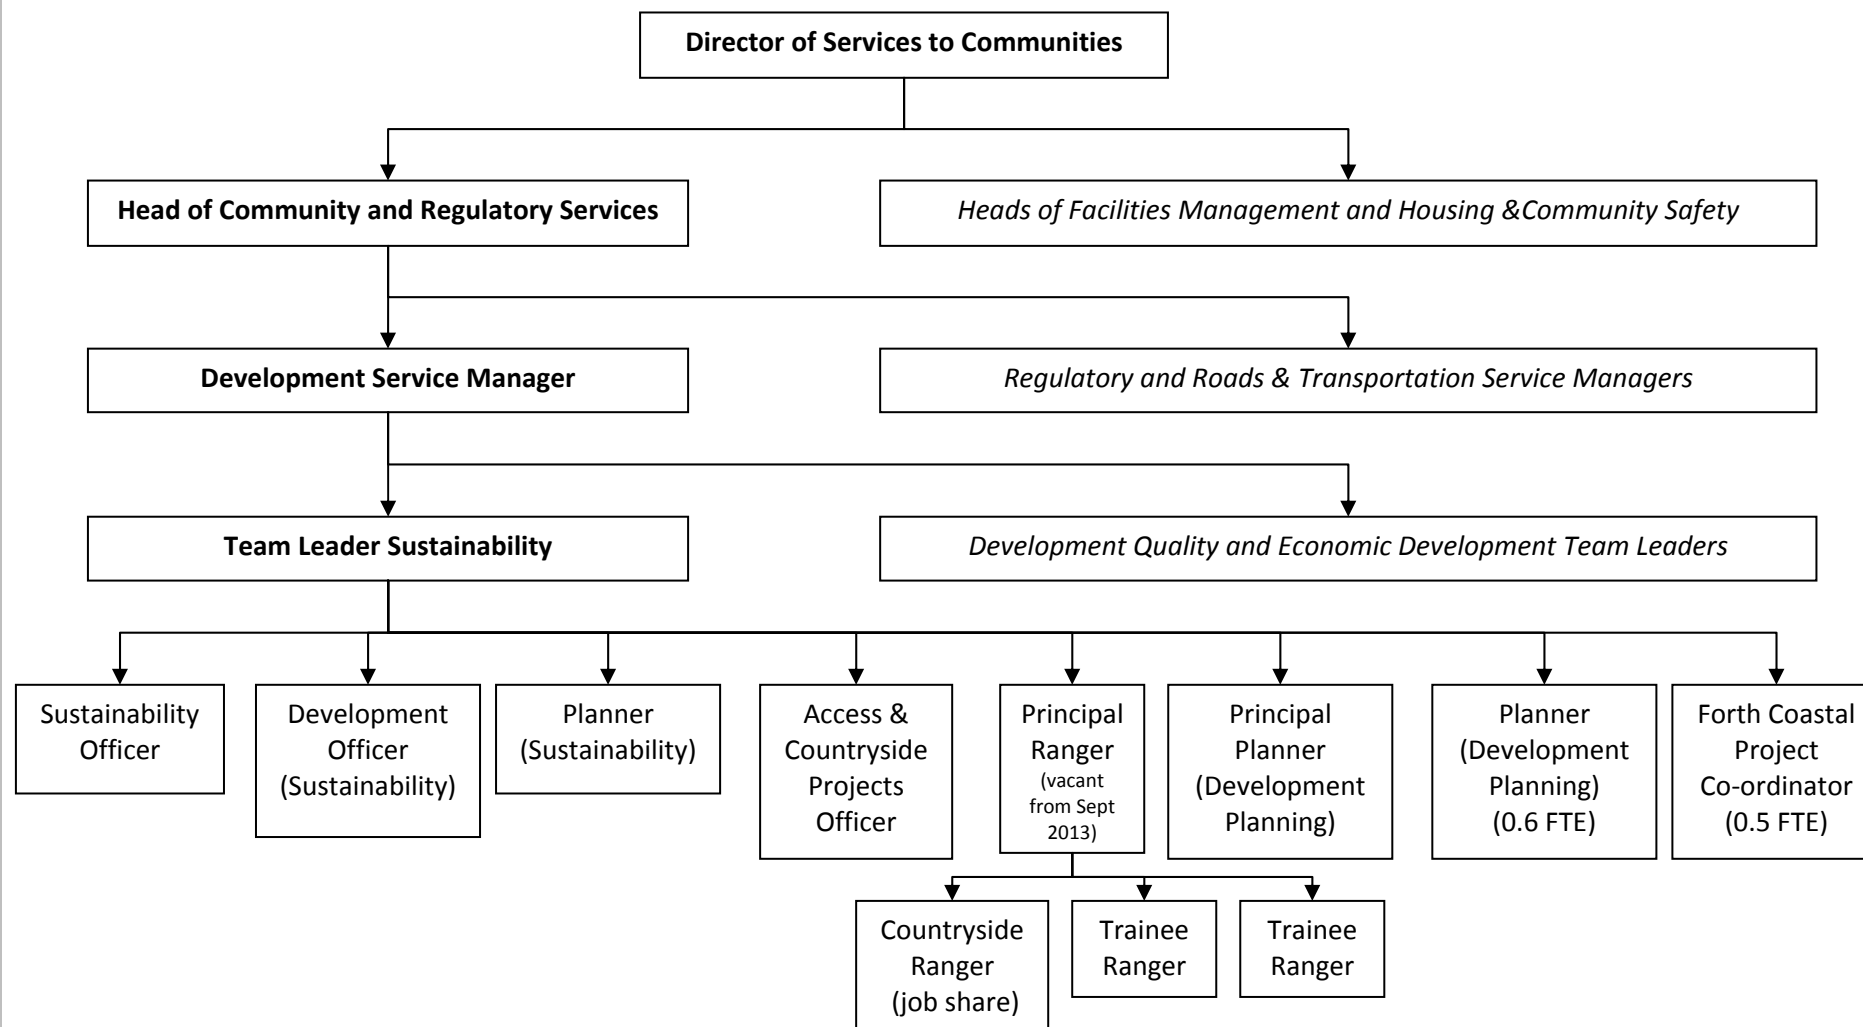 Director of Services to Communities
Head of Community and Regulatory Services
Heads of Facilities Management and Housing &Community Safety
Development Service Manager
Regulatory and Roads & Transportation Service Managers
Team Leader Sustainability
Development Quality and Economic Development Team Leaders
Sustainability
Officer
Development
Officer
(Sustainability)
Planner
(Sustainability)
Access &
Countryside
Projects
Officer
Principal
Ranger
(vacant
from Sept
2013)
Principal
Planner
(Development
Planning)
Planner
(Development
Planning)
(0.6 FTE)
Forth Coastal
Project
Co-ordinator
(0.5 FTE)
Countryside
Ranger
(job share)
Trainee
Ranger
Trainee
Ranger